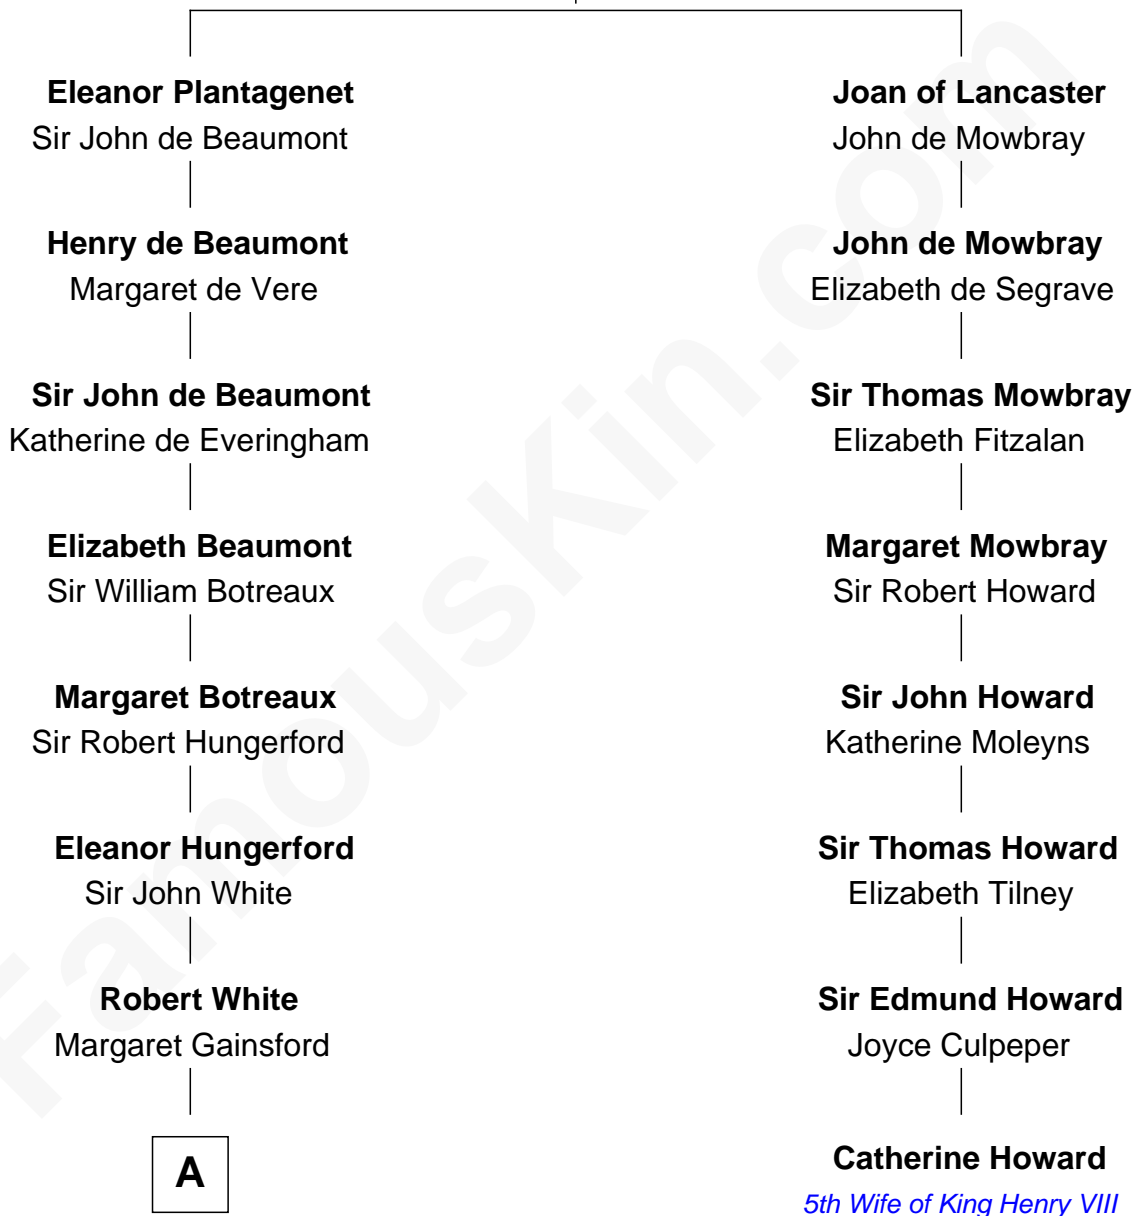 Eleanor Plantagenet
Sir John de Beaumont
Henry de Beaumont
Margaret de Vere
Sir John de Beaumont
Katherine de Everingham
Elizabeth Beaumont
Sir William Botreaux
Margaret Botreaux
Sir Robert Hungerford
Eleanor Hungerford
Sir John White
Robert White
Margaret Gainsford
A
Joan of Lancaster
John de Mowbray
John de Mowbray
Elizabeth de Segrave
Sir Thomas Mowbray
Elizabeth Fitzalan
Margaret Mowbray
Sir Robert Howard
Sir John Howard
Katherine Moleyns
Sir Thomas Howard
Elizabeth Tilney
Sir Edmund Howard
Joyce Culpeper
Catherine Howard
5th Wife of King Henry VIII
FamousKin.com